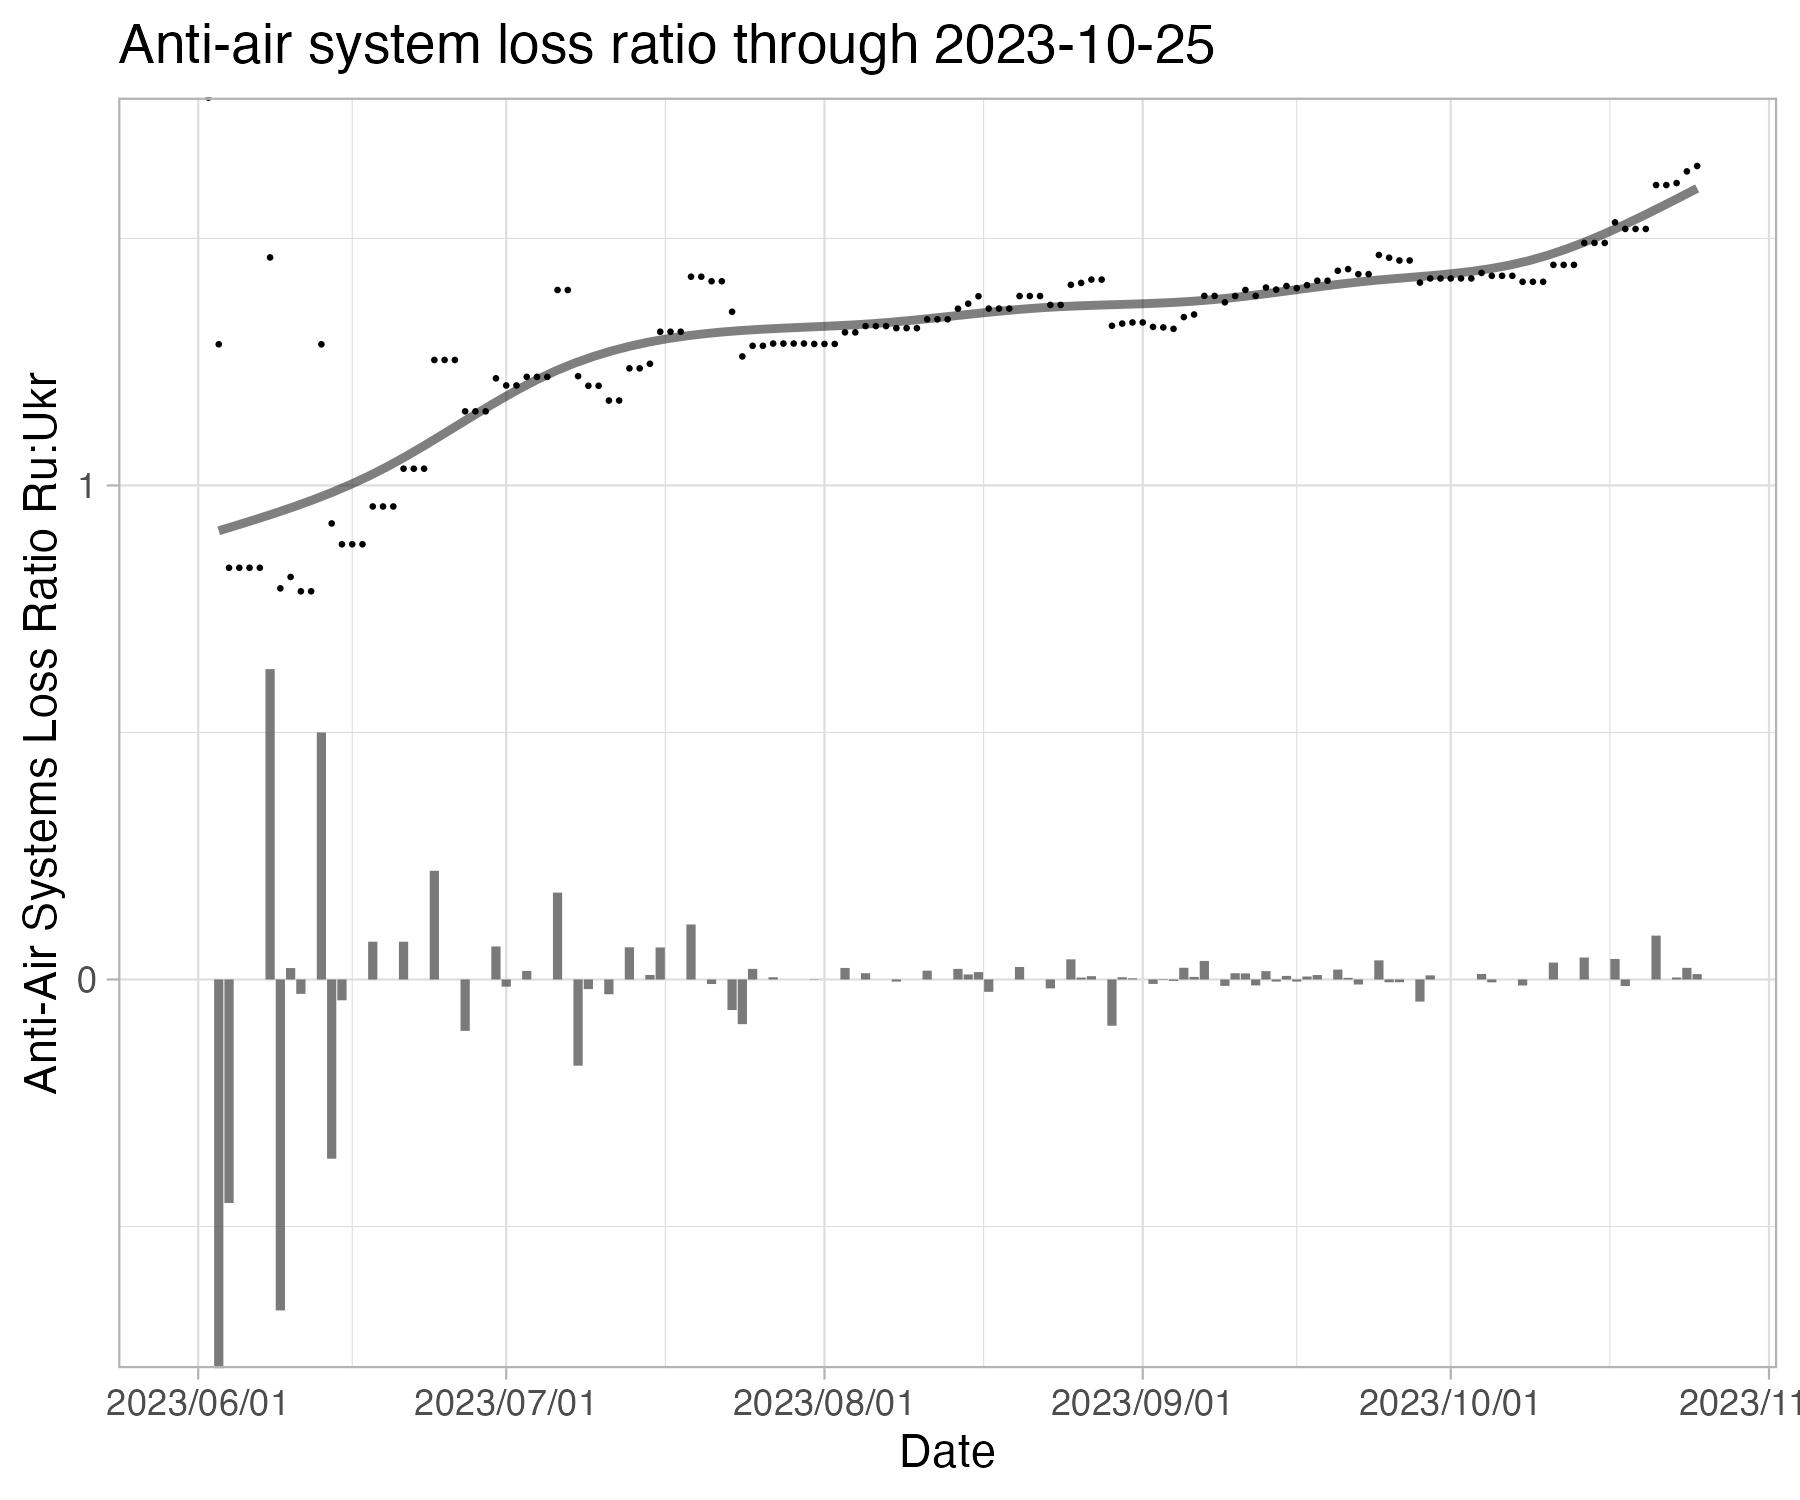 Anti-air system loss ratio through 2023-10-25
Anti-Air Systems Loss Ratio Ru:Ukr
1
0
2023/06/01
2023/07/01
2023/08/01
2023/09/01
2023/10/01
2023/11
Date